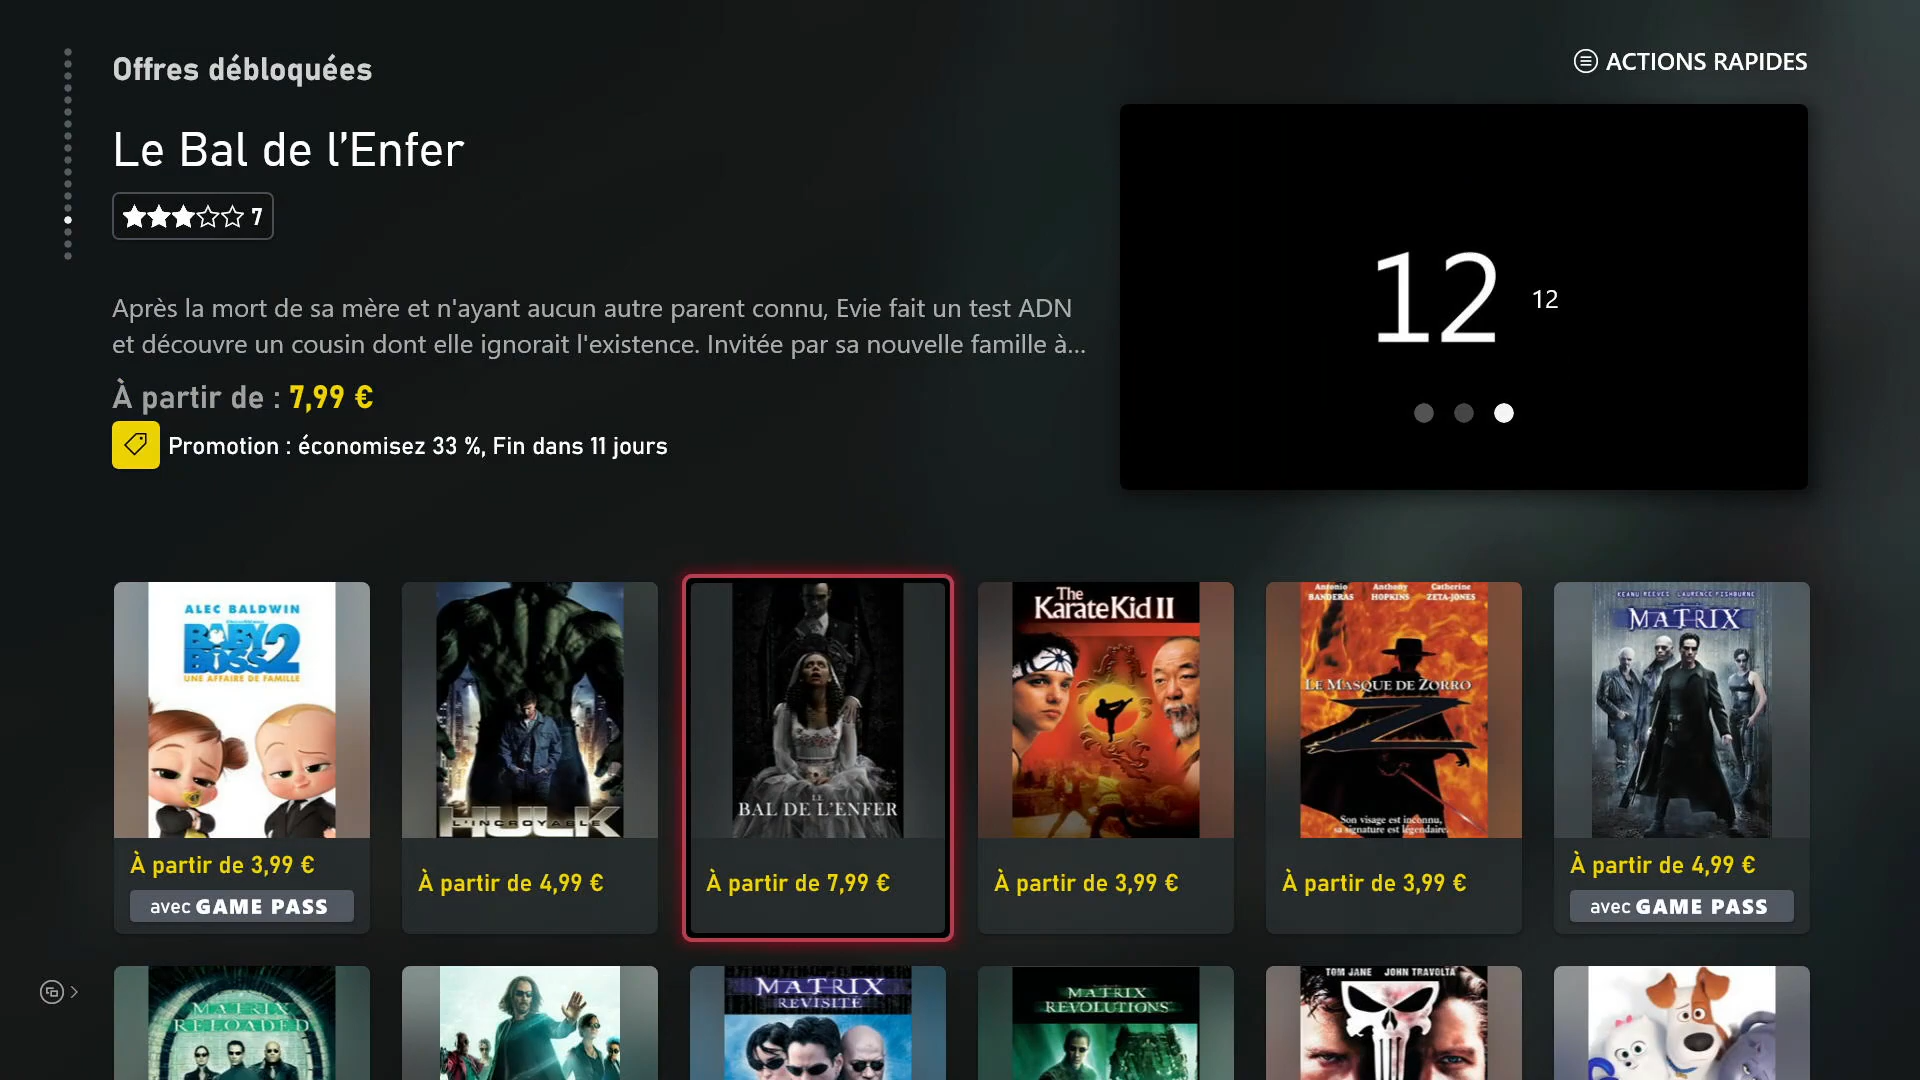 Offres débloquées
ACTIONS RAPIDES
Le Bal de l’Enfer
7
Après la mort de sa mère et n'ayant aucun autre parent connu, Evie fait un test ADN
et découvre un cousin dont elle ignorait l'existence. Invitée par sa nouvelle famille à...
À partir de : 7,99 €
Promotion : économisez 33 %, Fin dans 11 jours
12 12
ALEC BALDWIN
BABY
BOSS 2
UNE AFFAIRE DE FAMILLE
À partir de 3,99 €
avec GAME PASS
L'INCROYABLE
HULK
À partir de 4,99 €
LE
BAL DE L'ENFER
À partir de 7,99 €
The
Karate Kid II
À partir de 3,99 €
Antonio BANDERAS Anthony HOPKINS Catherine ZETA-JONES
LE MASQUE DE ZORRO
Son visage est inconnu,
sa signature est légendaire.
À partir de 3,99 €
KEANU REEVES LAURENCE FISHBURNE
MATRIX
À partir de 4,99 €
avec GAME PASS
MATRIX
RELOADED
MATRIX
REVISITÉ
MATRIX
REVOLUTIONS
TOM JANE JOHN TRAVOLTA